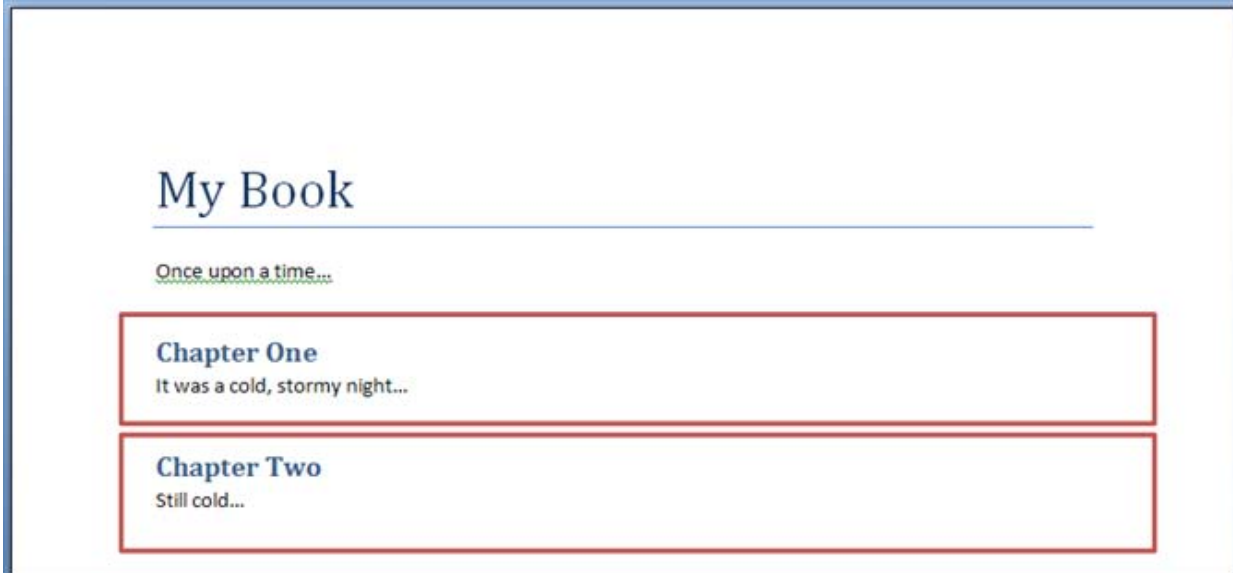 My Book
Once upon a time...
Chapter One
It was a cold, stormy night...
Chapter Two
Still cold...